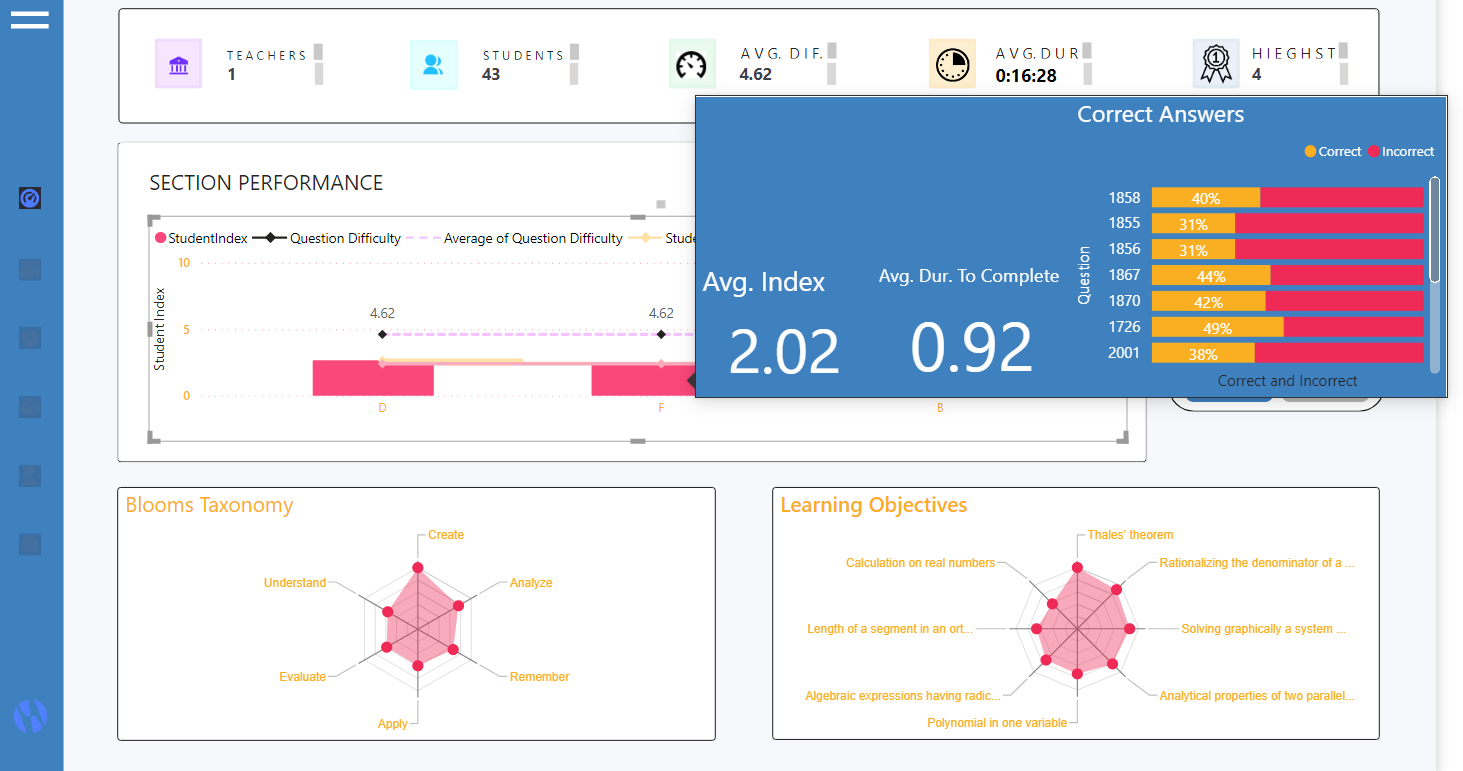 TEACHERS
1
STUDENTS
43
AVG. DIF.
4.62
AVG.DUR
0:16:28
HIEGHST
4
Correct Answers
Correct Incorrect
Question
1858 40%
1855 31%
1856 31%
1867 44%
1870 42%
1726 49%
2001 38%
Correct and Incorrect
Avg. Index
2.02
Avg. Dur. To Complete
0.92
SECTION PERFORMANCE
StudentIndex Question Difficulty Average of Question Difficulty Stude
Student Index
10
5
0
4.62 4.62
D F B
Blooms Taxonomy
Create
Understand Analyze
Evaluate Remember
Apply
Learning Objectives
Thales' theorem
Calculation on real numbers Rationalizing the denominator of a ...
Length of a segment in an ort... Solving graphically a system ...
Algebraic expressions having radic... Analytical properties of two parallel...
Polynomial in one variable